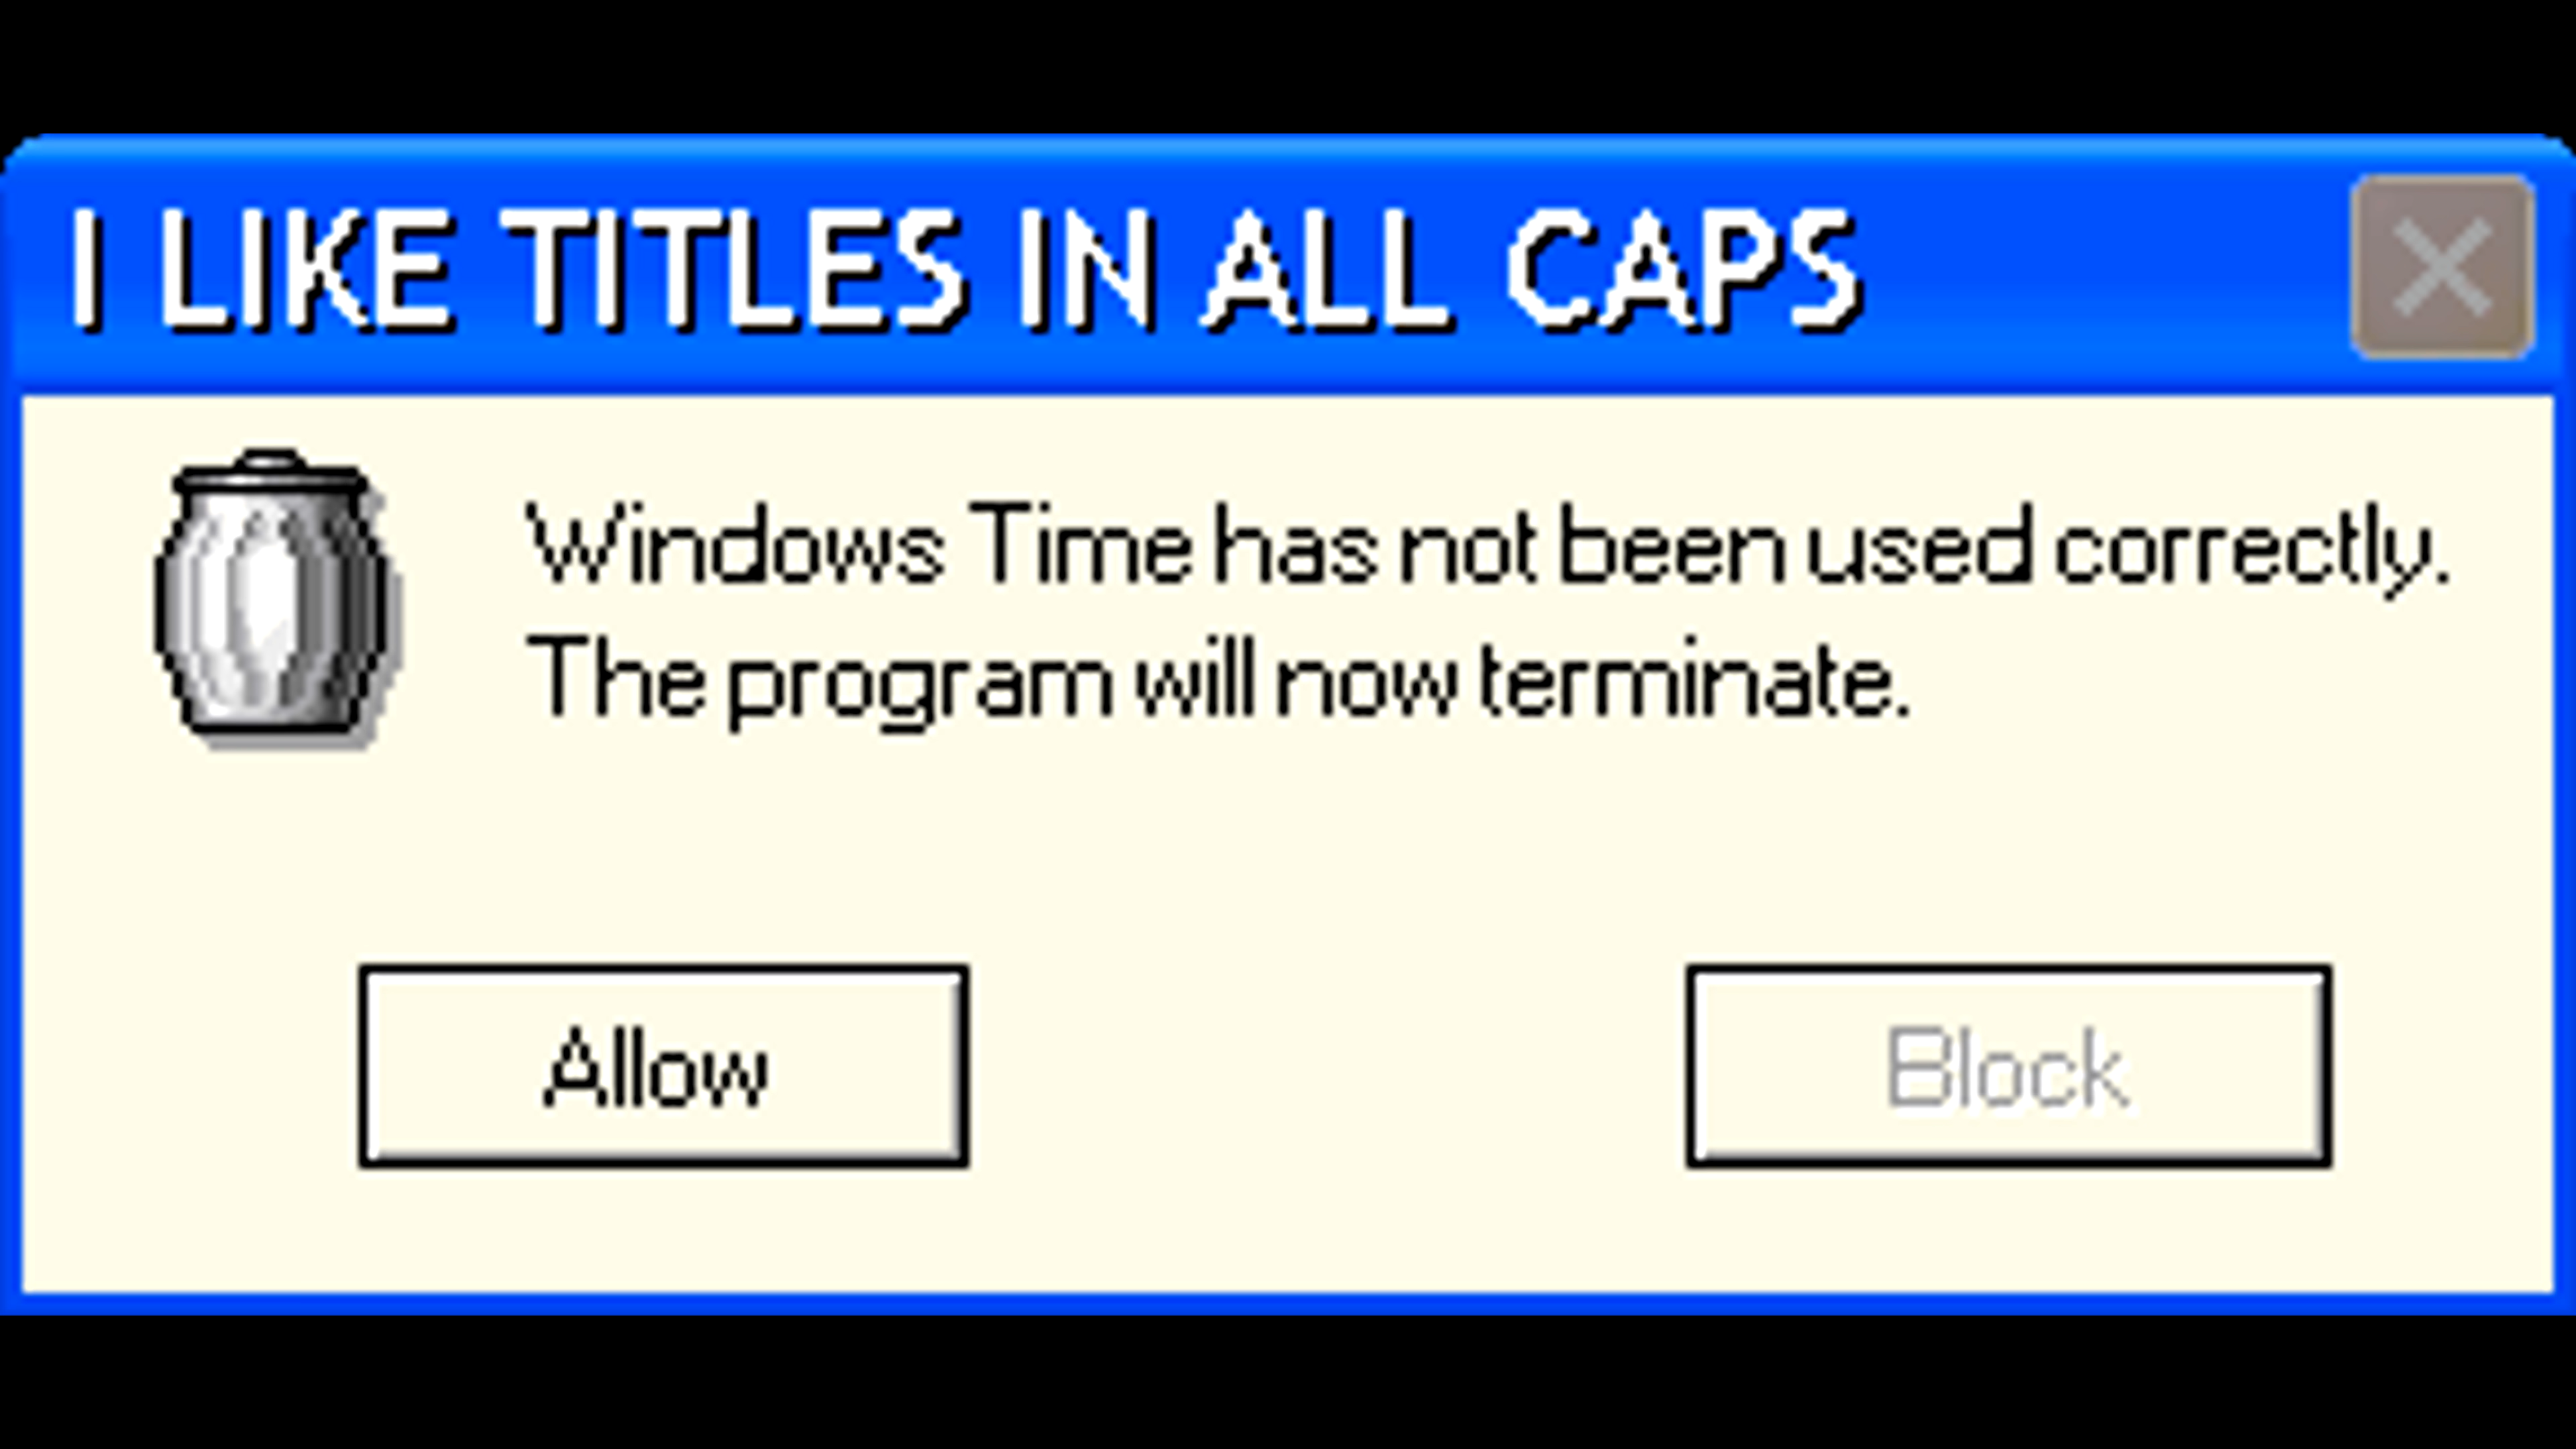 I LIKE TITLES IN ALL CAPS
Windows Time has not been used correctly.
The program will now terminate.
Allow
Block